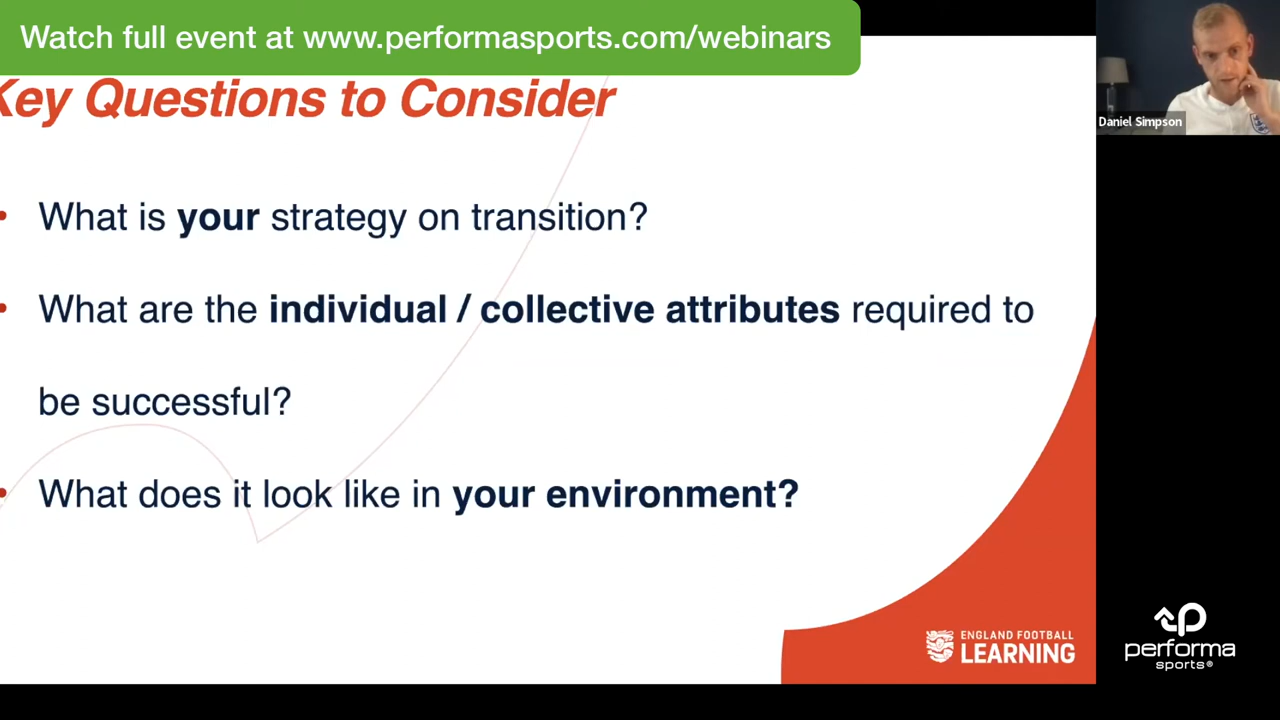 Watch full event at www.performasports.com/webinars
Key Questions to Consider
Daniel Simpson
• What is your strategy on transition?
• What are the individual / collective attributes required to
be successful?
• What does it look like in your environment?
ENGLAND FOOTBALL
LEARNING
performa
sports®